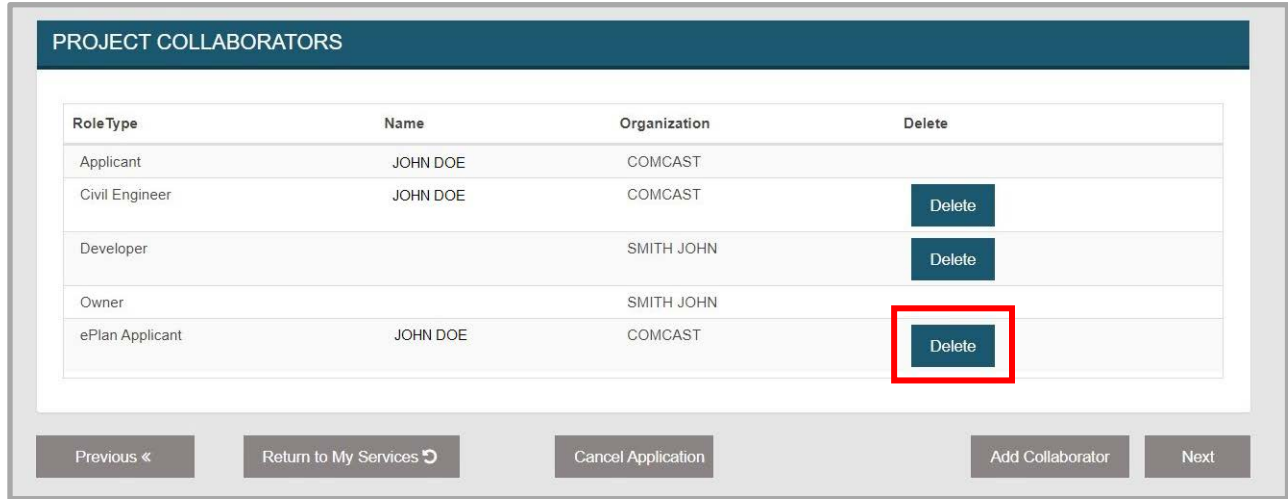 PROJECT COLLABORATORS
RoleType Name Organization Delete
Applicant JOHN DOE COMCAST
Civil Engineer JOHN DOE COMCAST Delete
Developer SMITH JOHN Delete
Owner SMITH JOHN
ePlan Applicant JOHN DOE COMCAST Delete
Previous « Return to My Services Cancel Application Add Collaborator Next